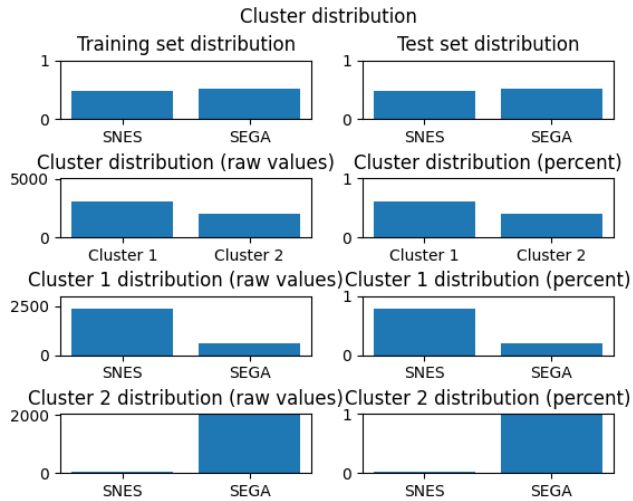 Cluster distribution
Training set distribution
Test set distribution
1
0
SNES
SEGA
1
0
SNES
SEGA
Cluster distribution (raw values)
Cluster distribution (percent)
5000
0
Cluster 1
Cluster 2
1
0
Cluster 1
Cluster 2
Cluster 1 distribution (raw values)
Cluster 1 distribution (percent)
2500
0
SNES
SEGA
1
0
SNES
SEGA
Cluster 2 distribution (raw values)
Cluster 2 distribution (percent)
2000
0
SNES
SEGA
1
0
SNES
SEGA